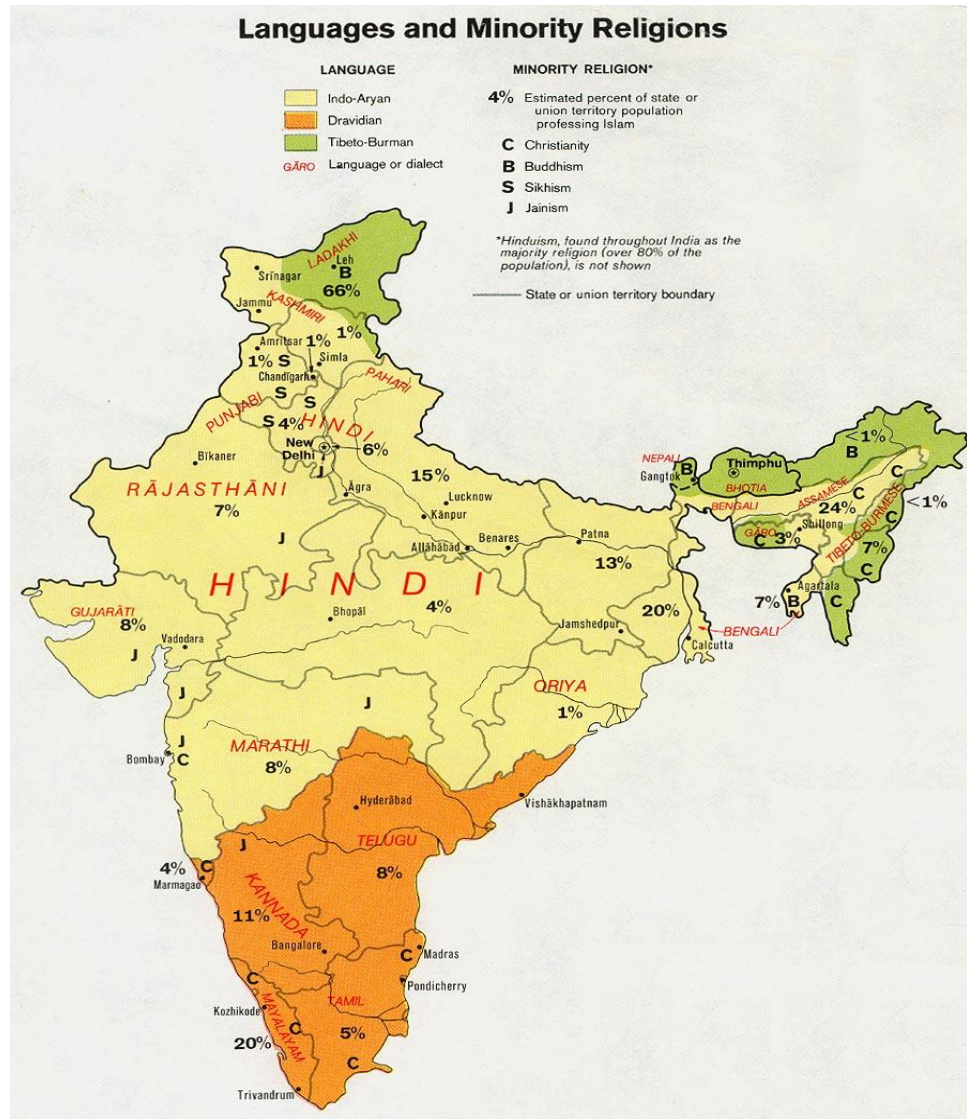 Languages and Minority Religions
LANGUAGE
Indo-Aryan
Dravidian
Tibeto-Burman
GĀRO Language or dialect
MINORITY RELIGION*
4% Estimated percent of state or
union territory population
professing Islam
C Christianity
B Buddhism
S Sikhism
J Jainism
*Hinduism, found throughout India as the
majority religion (over 80% of the
population), is not shown
State or union territory boundary
LADAKHI
Leh
B
Srīnagar
66%
KASHMIRI
Jammu
1%
Amritsar
1%
1% S
Simla
Chandīgarh
PAHARI
S
S
PUNJABI
S 4%
HINDI
New
Delhi
6%
J
Bīkaner
15%
Āgra
Lucknow
RĀJASTHĀNI
7%
Kānpur
J
Allāhābād
Benares
Patna
13%
HINDI
4%
Bhopāl
GUJARĀTI
8%
Vadodara
J
Jamshedpur
20%
BENGALI
Calcutta
NEPALI
Gangtok
B
Thimphu
BHOTIA
BENGALI
<1%
B
ASSAMESE
C
C
24%
<1%
GĀRO
C
3%
Shillong
TIBETO-BURMESE
C
7%
C
Agartala
7%
B
C
ORIYA
1%
J
J
J
C
Bombay
MARATHI
8%
Hyderābād
Vishākhapatnam
J
TELUGU
8%
4%
C
Marmagao
KANNADA
11%
Bangalore
C
Madras
Pondicherry
C
Kozhikode
MAYALAYAM
C
TAMIL
5%
20%
C
Trivandrum